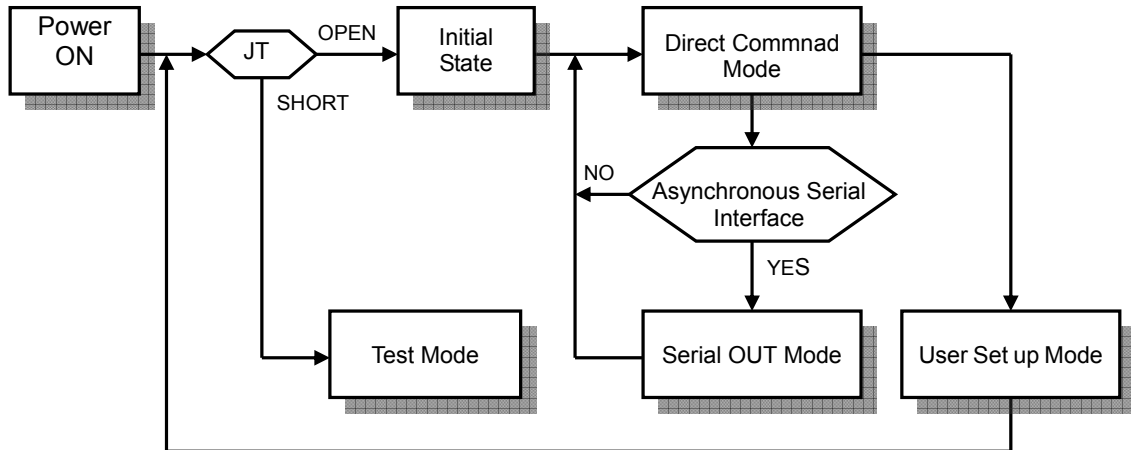 Power
ON
JT
OPEN
SHORT
Initial
State
Direct Commnad
Mode
NO
Asynchronous Serial
Interface
YES
Test Mode
Serial OUT Mode
User Set up Mode